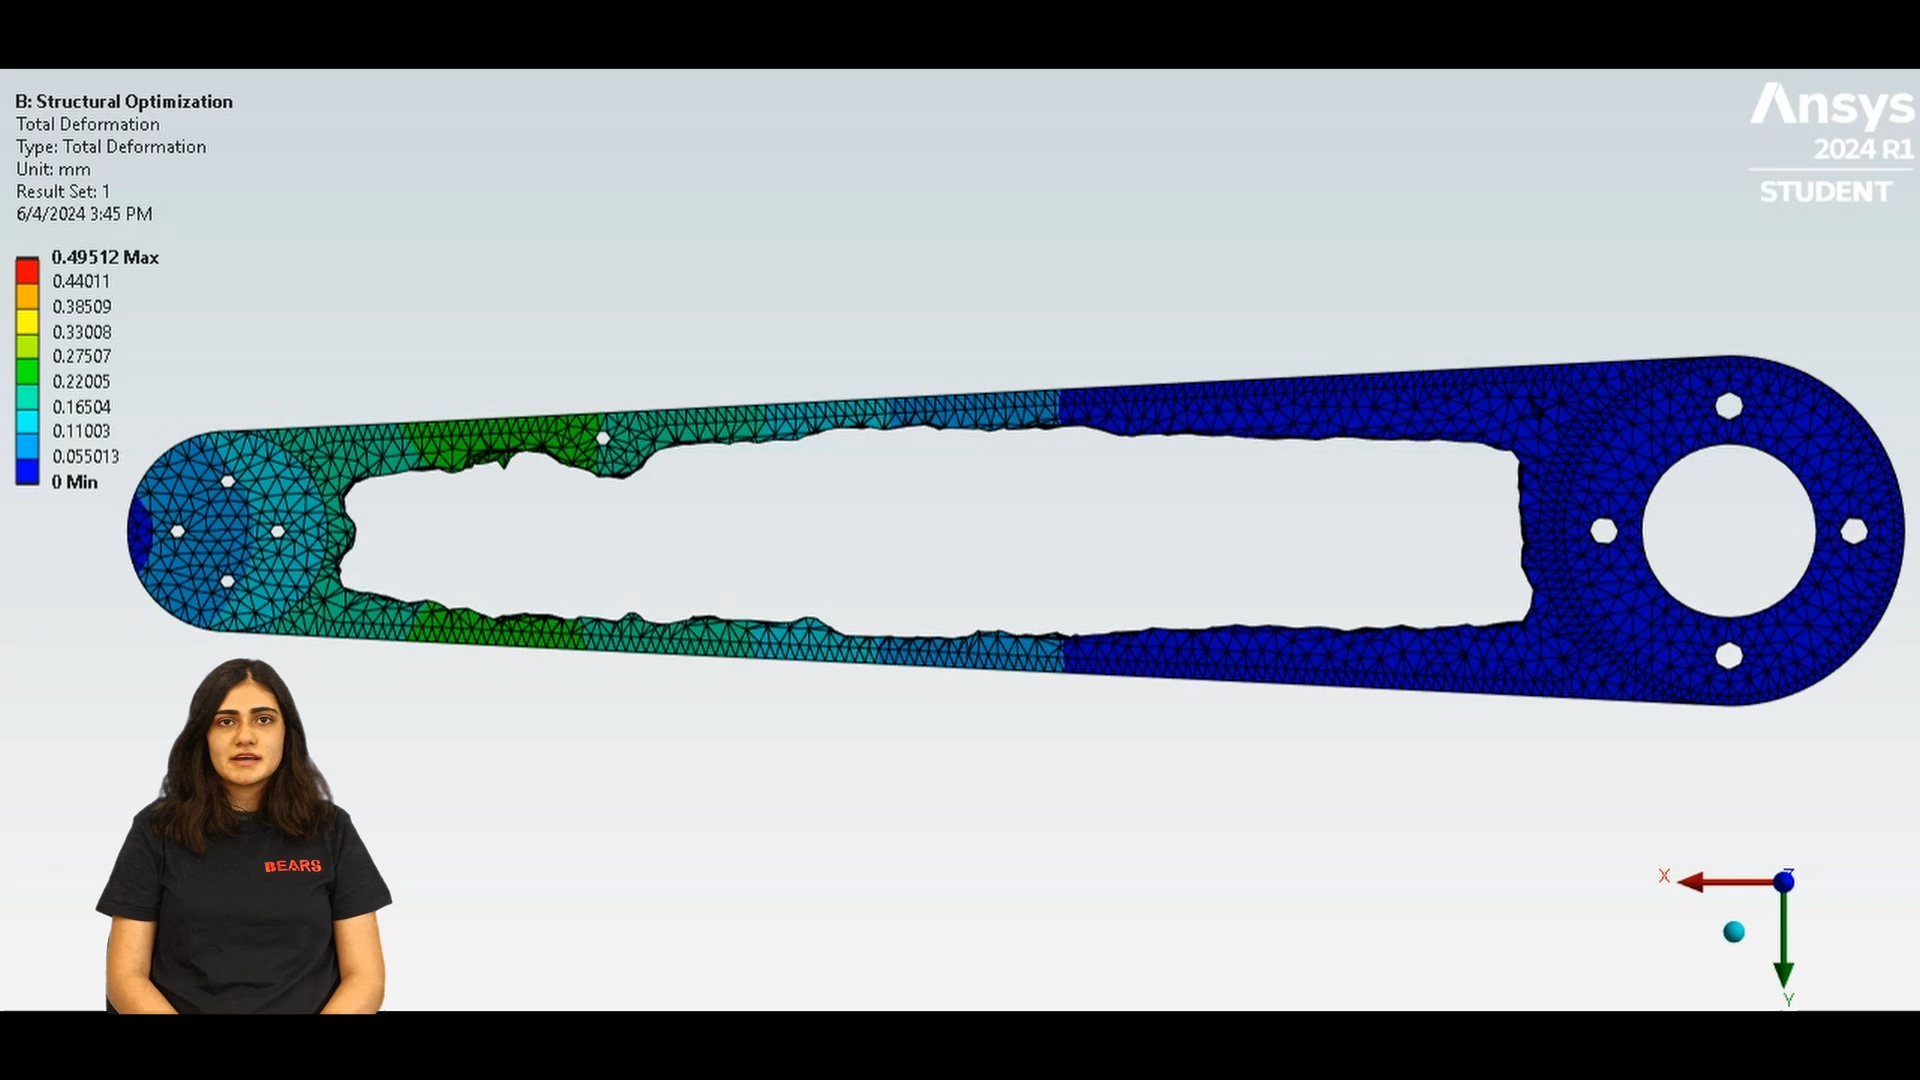 B: Structural Optimization
Total Deformation
Type: Total Deformation
Unit: mm
Result Set: 1
6/4/2024 3:45 PM
0.49512 Max
0.44011
0.38509
0.33008
0.27507
0.22005
0.16504
0.11003
0.055013
0 Min
Ansys
2024 R1
STUDENT
BEARS
X
Z
Y